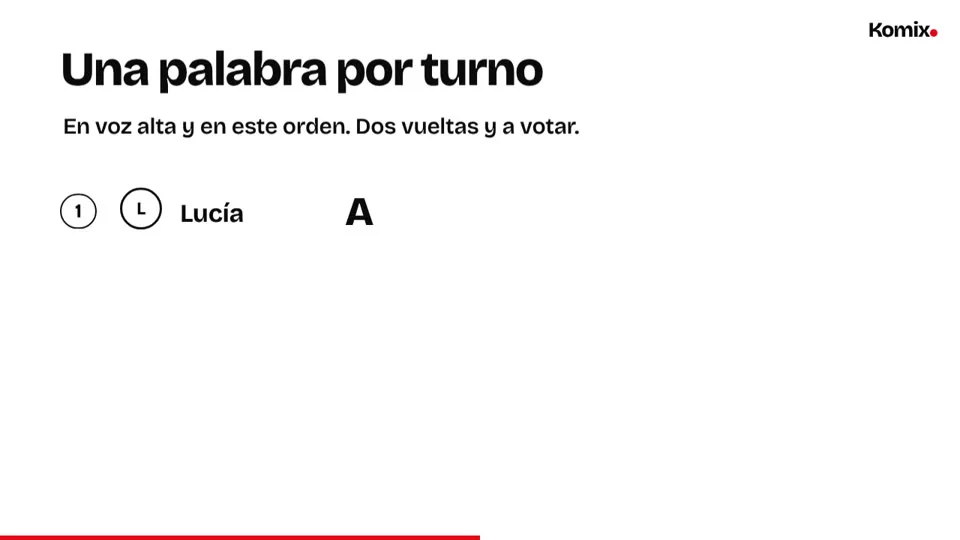 Komix.
Una palabra por turno
En voz alta y en este orden. Dos vueltas y a votar.
1 L Lucía A